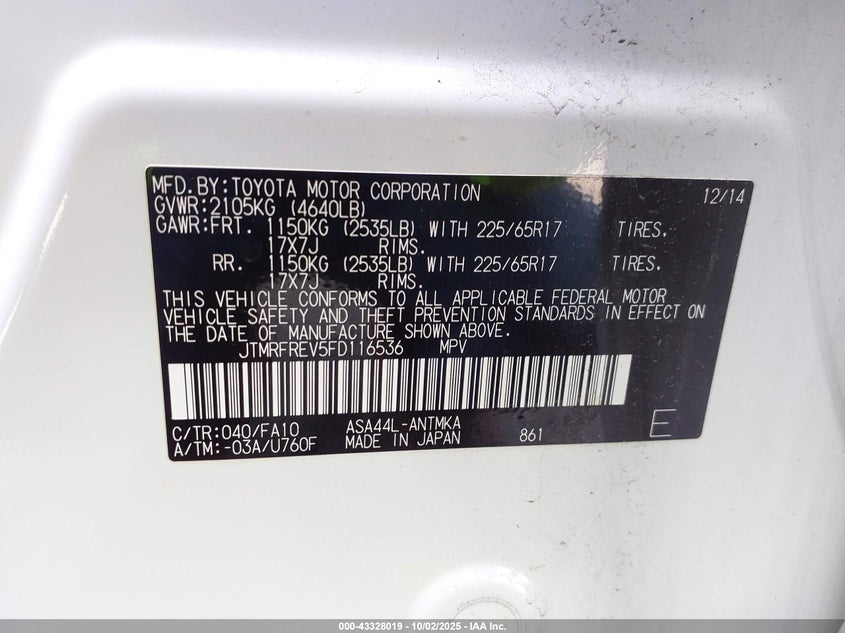 MFD.BY:TOYOTA MOTOR CORPORATION 12/14
GVWR:2105KG (4640LB)
GAWR:FRT. 1150KG (2535LB) WITH 225/65R17 TIRES.
17X7J RIMS.
RR. 1150KG (2535LB) WITH 225/65R17 TIRES.
17X7J RIMS.
THIS VEHICLE CONFORMS TO ALL APPLICABLE FEDERAL MOTOR
VEHICLE SAFETY AND THEFT PREVENTION STANDARDS IN EFFECT ON
THE DATE OF MANUFACTURE SHOWN ABOVE.
JTMRFREV5FD116536 MPV
C/TR:040/FA10 ASA44L-ANTMKA
A/TM:-03A/U760F MADE IN JAPAN 861 E
000-43328019 - 10/02/2025 - IAA Inc.